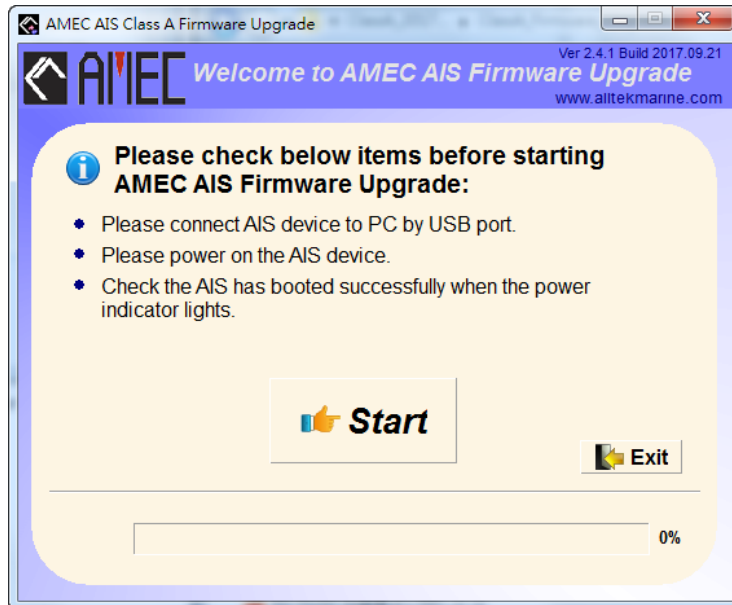 AMEC AIS Class A Firmware Upgrade
Ver 2.4.1 Build 2017.09.21
AMEC Welcome to AMEC AIS Firmware Upgrade
www.alltekmarine.com
Please check below items before starting
AMEC AIS Firmware Upgrade:
Please connect AIS device to PC by USB port.
Please power on the AIS device.
Check the AIS has booted successfully when the power
indicator lights.
Start
Exit
0%